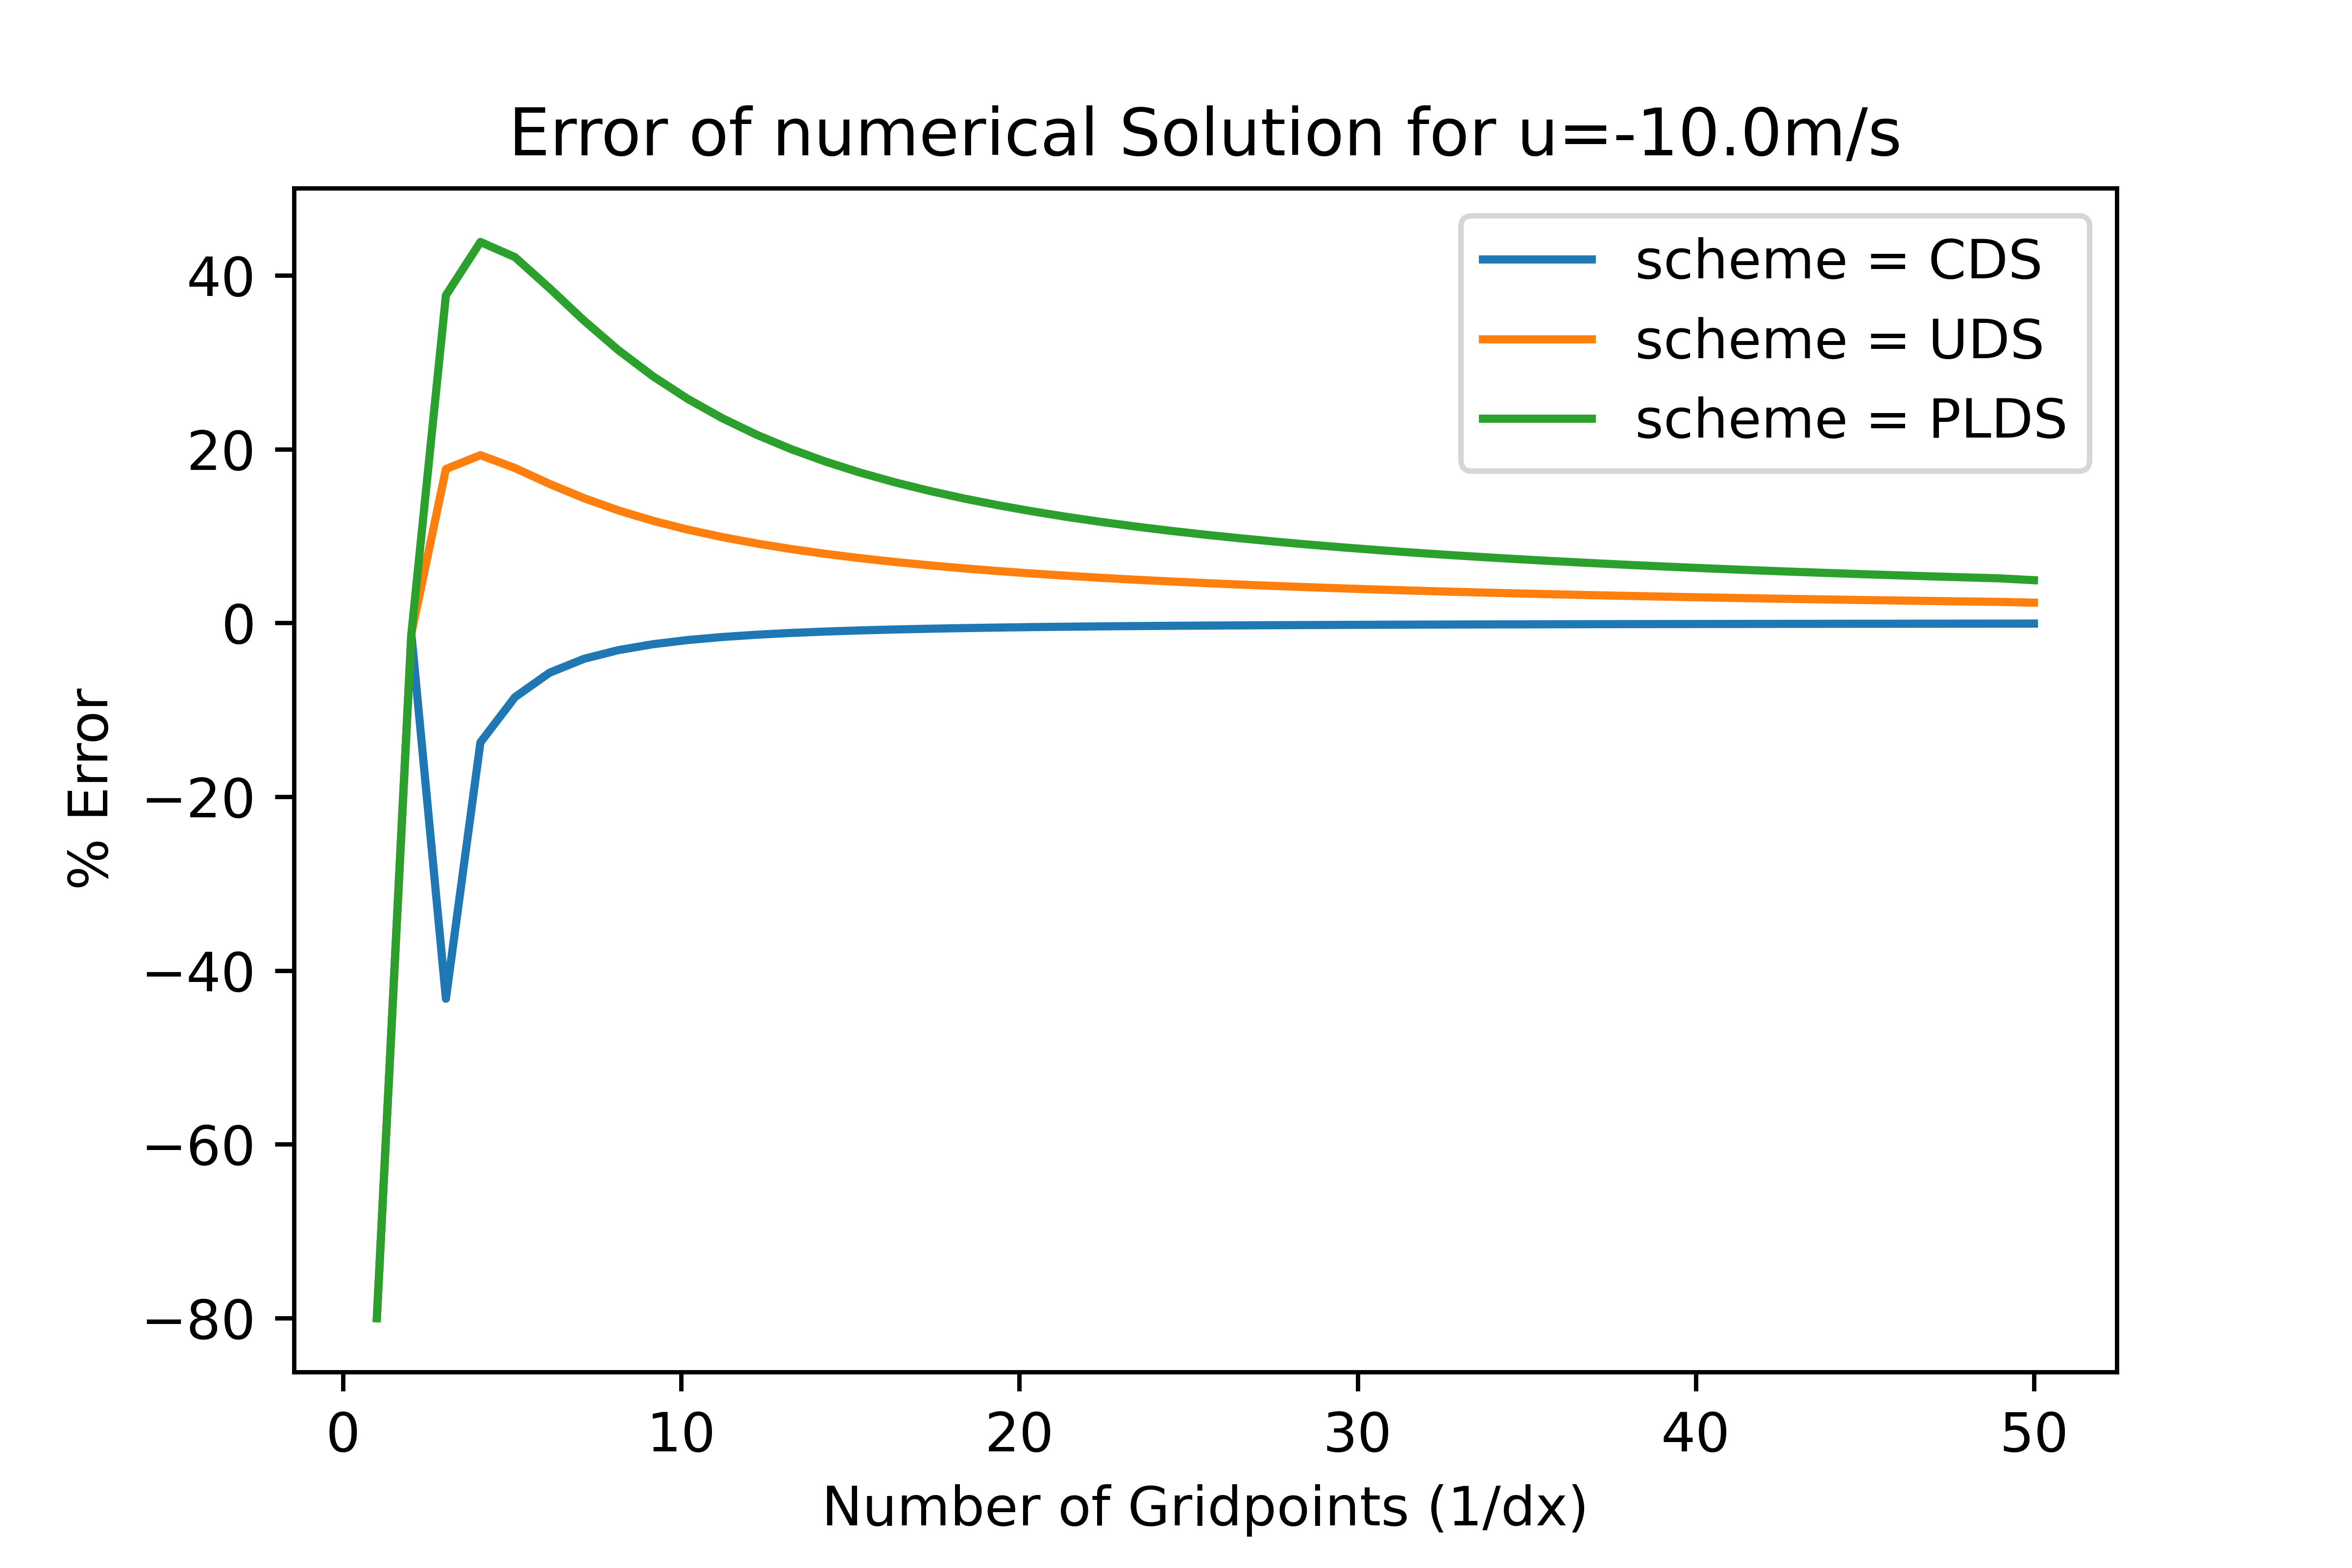 Error of numerical Solution for u=-10.0m/s
scheme = CDS
scheme = UDS
scheme = PLDS
40
20
0
−20
−40
−60
−80
% Error
0 10 20 30 40 50
Number of Gridpoints (1/dx)